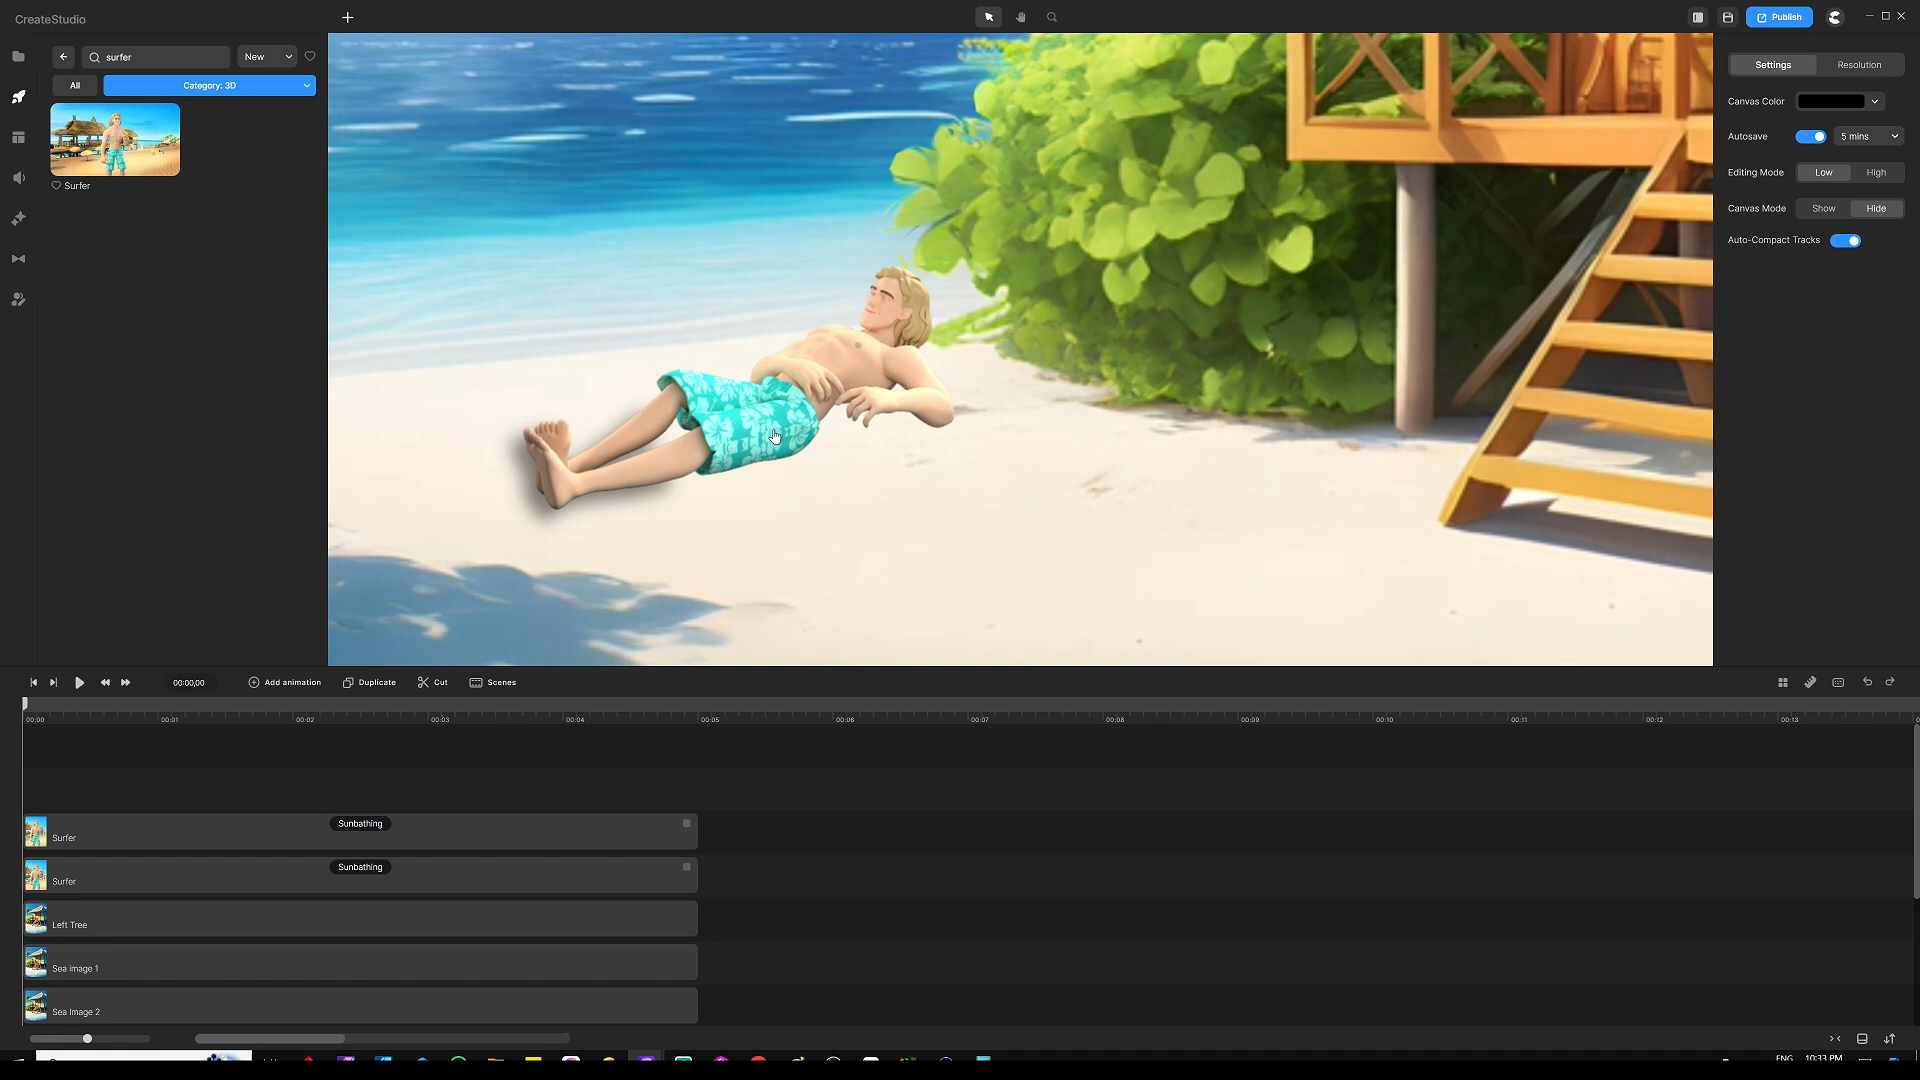 CreateStudio
Publish
surfer
New
All
Category: 3D
Surfer
Settings
Resolution
Canvas Color
Autosave
5 mins
Editing Mode
Low
High
Canvas Mode
Show
Hide
Auto-Compact Tracks
00:00,00
Add animation
Duplicate
Cut
Scenes
00:00
00:01
00:02
00:03
00:04
00:05
00:06
00:07
00:08
00:09
00:10
00:11
00:12
00:13
Sunbathing
Surfer
Sunbathing
Surfer
Left Tree
Sea image 1
Sea Image 2
ENG
10:33 PM